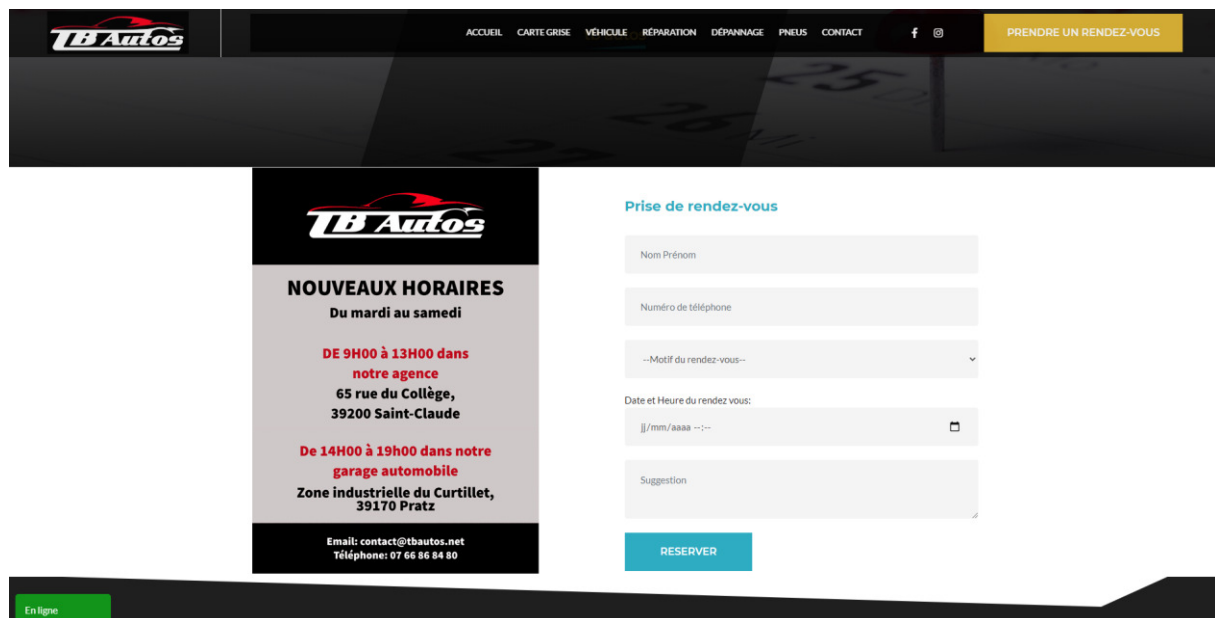 TB Autos
ACCUEIL CARTE GRISE VÉHICULE RÉPARATION DÉPANNAGE PNEUS CONTACT
PRENDRE UN RENDEZ-VOUS
25
26
TB Autos
NOUVEAUX HORAIRES
Du mardi au samedi
DE 9H00 à 13H00 dans
notre agence
65 rue du Collège,
39200 Saint-Claude
De 14H00 à 19h00 dans notre
garage automobile
Zone industrielle du Curtillet,
39170 Pratz
Email: contact@tbautos.net
Téléphone: 07 66 86 84 80
Prise de rendez-vous
Nom Prénom
Numéro de téléphone
--Motif du rendez-vous--
Date et Heure du rendez vous:
jj/mm/aaaa --:--
Suggestion
RESERVER
En ligne